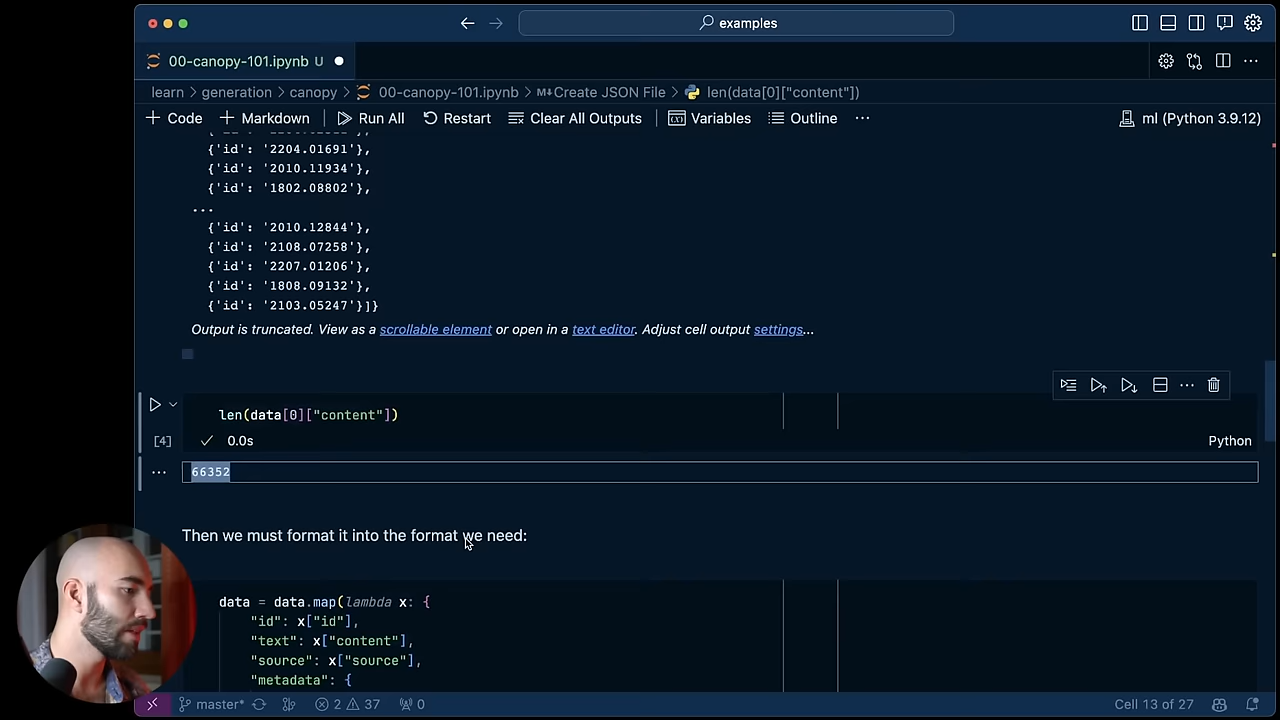 examples
00-canopy-101.ipynb U
learn > generation > canopy > 00-canopy-101.ipynb > M↓Create JSON File > len(data[0]["content"])
+ Code + Markdown | Run All Restart Clear All Outputs | Variables Outline ... ml (Python 3.9.12)
{'id': '2204.01691'},
{'id': '2010.11934'},
{'id': '1802.08802'},
...
{'id': '2010.12844'},
{'id': '2108.07258'},
{'id': '2207.01206'},
{'id': '1808.09132'},
{'id': '2103.05247'}]}
Output is truncated. View as a scrollable element or open in a text editor. Adjust cell output settings...
len(data[0]["content"])
[4] 0.0s Python
66352
Then we must format it into the format we need:
data = data.map(lambda x: {
"id": x["id"],
"text": x["content"],
"source": x["source"],
"metadata": {
master* 2 37 0 Cell 13 of 27